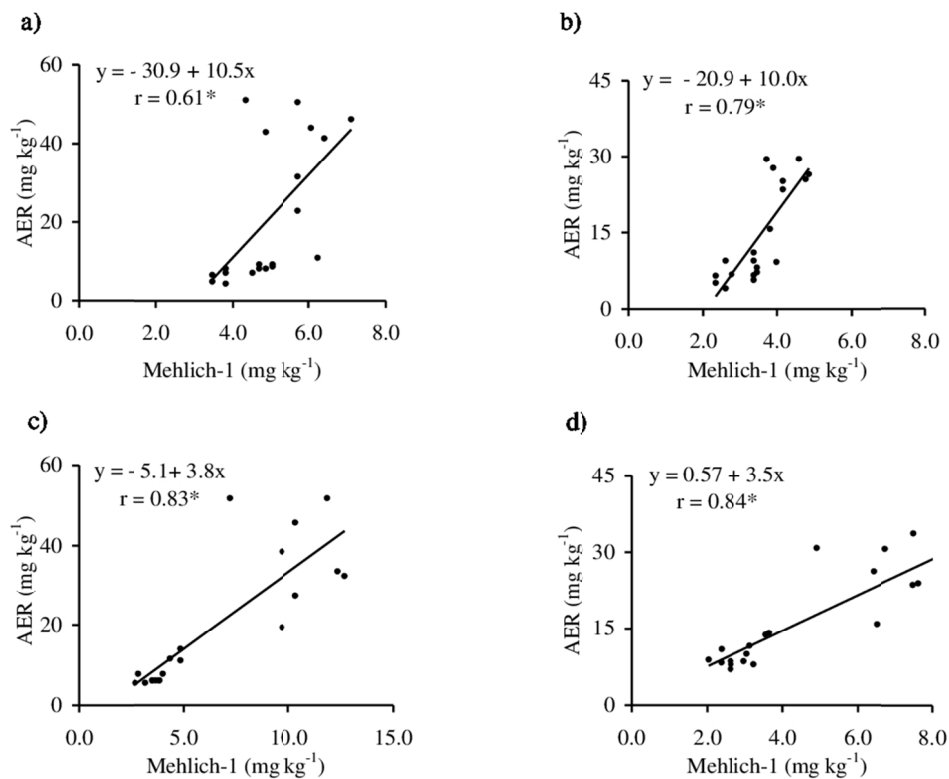 a)
y = - 30.9 + 10.5x
r = 0.61*
AER (mg kg-1)
60
40
20
0
0.0 2.0 4.0 6.0 8.0
Mehlich-1 (mg kg-1)
b)
y = - 20.9 + 10.0x
r = 0.79*
AER (mg kg-1)
45
30
15
0
0.0 2.0 4.0 6.0 8.0
Mehlich-1 (mg kg-1)
c)
y = - 5.1+ 3.8x
r = 0.83*
AER (mg kg-1)
60
40
20
0
0.0 5.0 10.0 15.0
Mehlich-1 (mg kg-1)
d)
y = 0.57 + 3.5x
r = 0.84*
AER (mg kg-1)
45
30
15
0
0.0 2.0 4.0 6.0 8.0
Mehlich-1 (mg kg-1)